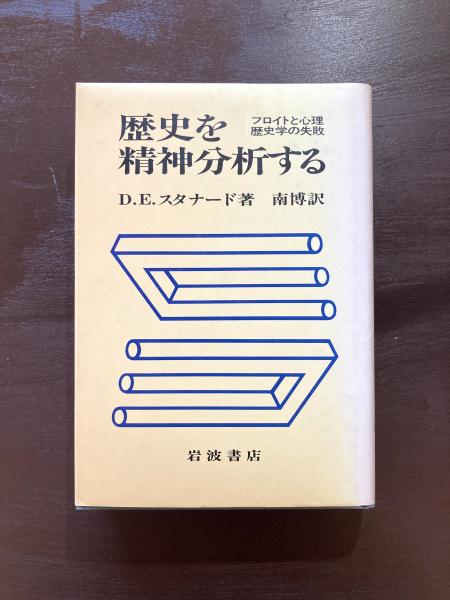 歴史を
フロイトと心理
歴史学の失敗
精神分析する
D.E.スタナード著 南博訳
岩波書店